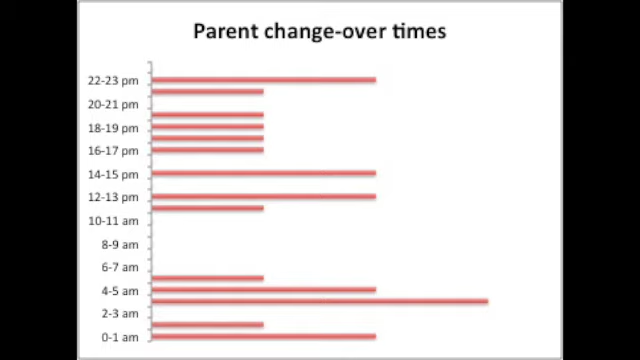 Parent change-over times
22-23 pm
20-21 pm
18-19 pm
16-17 pm
14-15 pm
12-13 pm
10-11 am
8-9 am
6-7 am
4-5 am
2-3 am
0-1 am